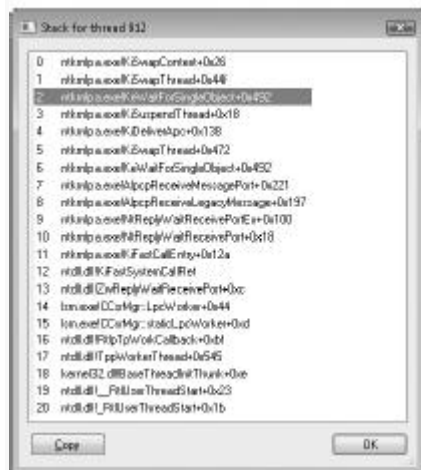 Stack for thread 912
0 ntkrnlpa.exe!KiSwapContext+0x26
1 ntkrnlpa.exe!KiSwapThread+0x44f
2 ntkrnlpa.exe!KeWaitForSingleObject+0x492
3 ntkrnlpa.exe!KiSuspendThread+0x18
4 ntkrnlpa.exe!KiDeliverApc+0x138
5 ntkrnlpa.exe!KiSwapThread+0x472
6 ntkrnlpa.exe!KeWaitForSingleObject+0x492
7 ntkrnlpa.exe!AlpcpReceiveMessagePort+0x221
8 ntkrnlpa.exe!AlpcpReceiveLegacyMessage+0x197
9 ntkrnlpa.exe!NtReplyWaitReceivePortEx+0x100
10 ntkrnlpa.exe!NtReplyWaitReceivePort+0x18
11 ntkrnlpa.exe!KiFastCallEntry+0x12a
12 ntdll.dll!KiFastSystemCallRet
13 ntdll.dll!ZwReplyWaitReceivePort+0xc
14 lsm.exe!CCsrMgr::LpcWorker+0x44
15 lsm.exe!CCsrMgr::staticLpcWorker+0xd
16 ntdll.dll!RtlpTpWorkCallback+0xbf
17 ntdll.dll!TppWorkerThread+0x545
18 kernel32.dll!BaseThreadInitThunk+0xe
19 ntdll.dll!__RtlUserThreadStart+0x23
20 ntdll.dll!_RtlUserThreadStart+0x1b
Copy OK